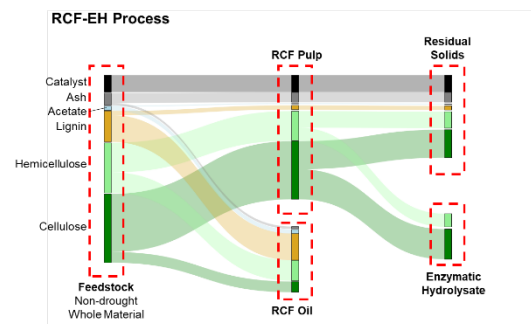 RCF-EH Process
RCF Pulp
Residual
Solids
Catalyst
Ash
Acetate
Lignin
Hemicellulose
Cellulose
Feedstock
Non-drought
Whole Material
RCF Oil
Enzymatic
Hydrolysate